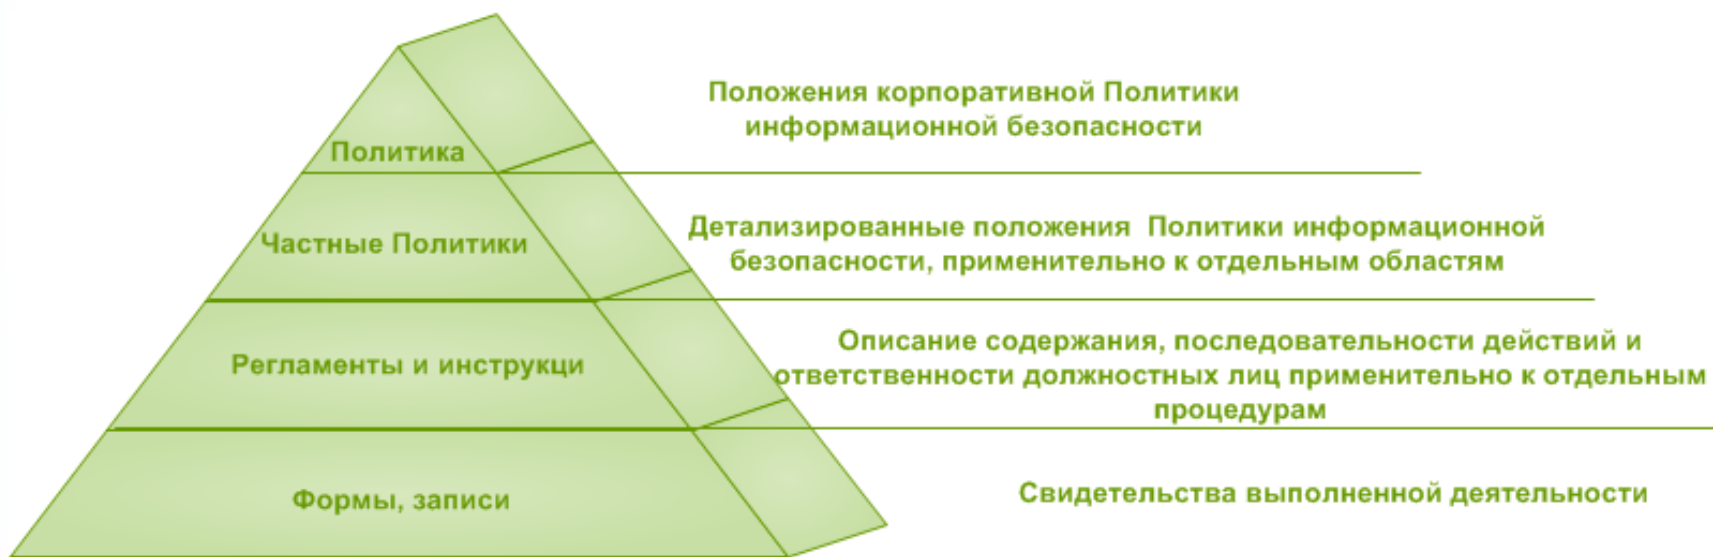 Положения корпоративной Политики
информационной безопасности
Политика
Детализированные положения Политики информационной
безопасности, применительно к отдельным областям
Частные Политики
Описание содержания, последовательности действий и
ответственности должностных лиц применительно к отдельным
процедурам
Регламенты и инструкци
Свидетельства выполненной деятельности
Формы, записи